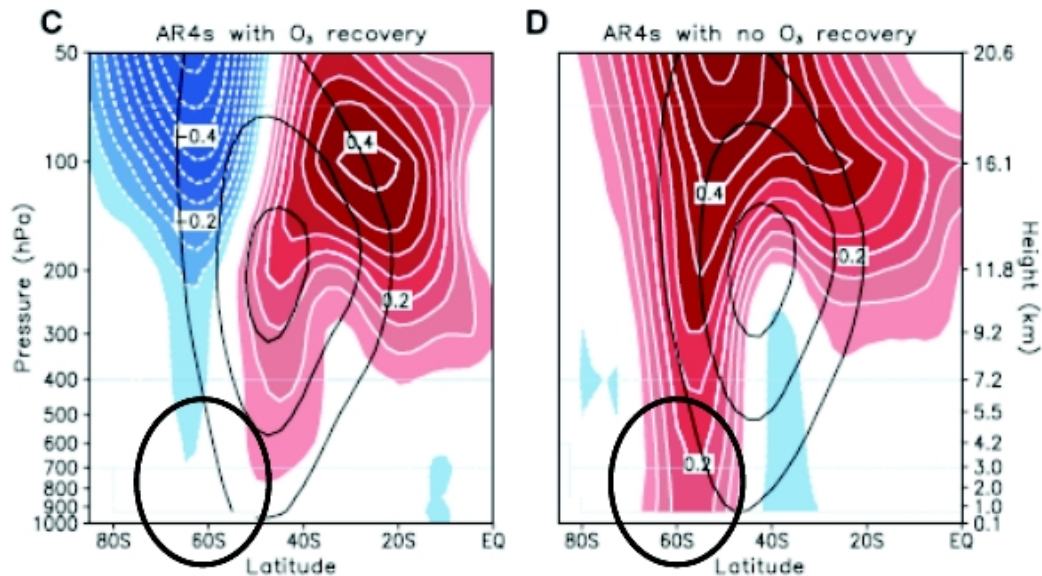 C
AR4s with O₃ recovery
50
100
200
300
400
500
600
700
800
900
1000
Pressure (hPa)
-0.4
-0.2
0.4
0.2
80S 60S 40S 20S EQ
Latitude
D
AR4s with no O₃ recovery
0.4
0.2
0.2
20.6
16.1
11.8
9.2
7.2
5.5
4.2
3.0
2.0
1.0
0.1
Height (km)
80S 60S 40S 20S EQ
Latitude